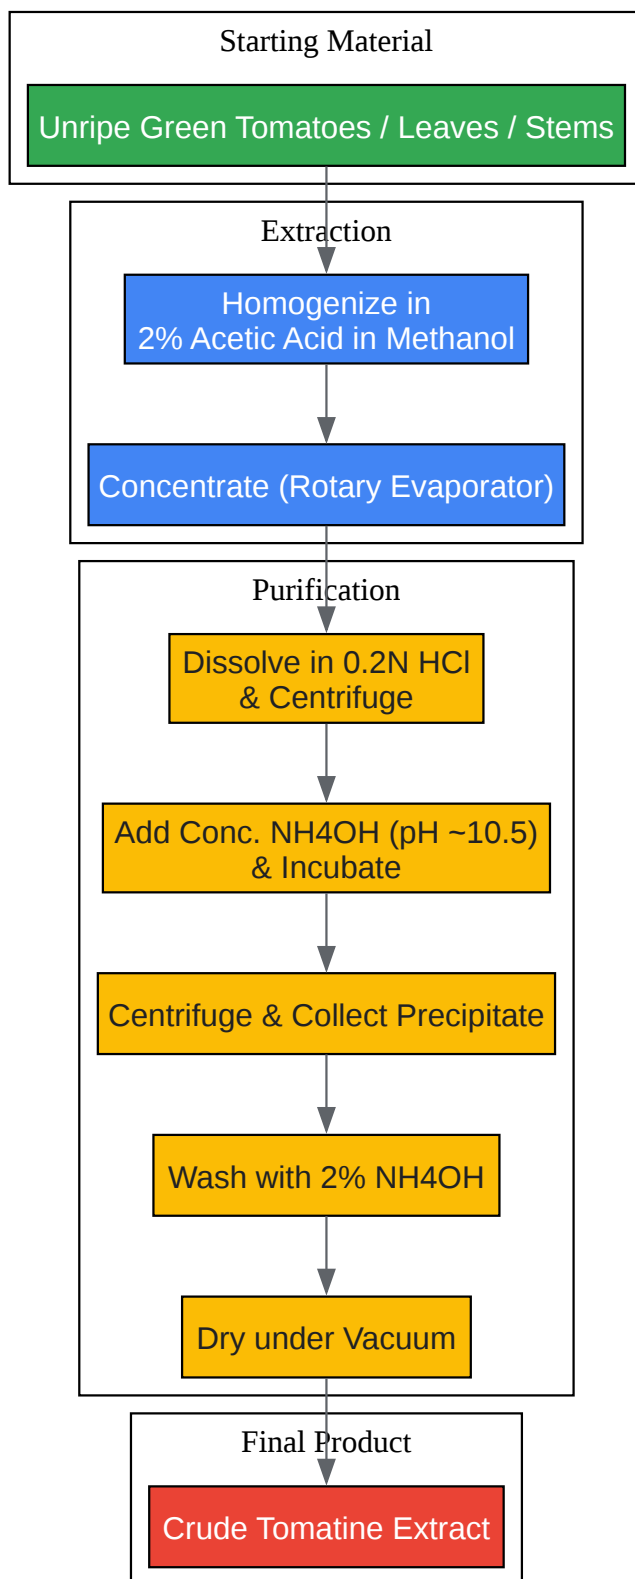 Starting Material
Unripe Green Tomatoes / Leaves / Stems
Extraction
Homogenize in
2% Acetic Acid in Methanol
Concentrate (Rotary Evaporator)
Purification
Dissolve in 0.2N HCl
& Centrifuge
Add Conc. NH4OH (pH ~10.5)
& Incubate
Centrifuge & Collect Precipitate
Wash with 2% NH4OH
Dry under Vacuum
Final Product
Crude Tomatine Extract